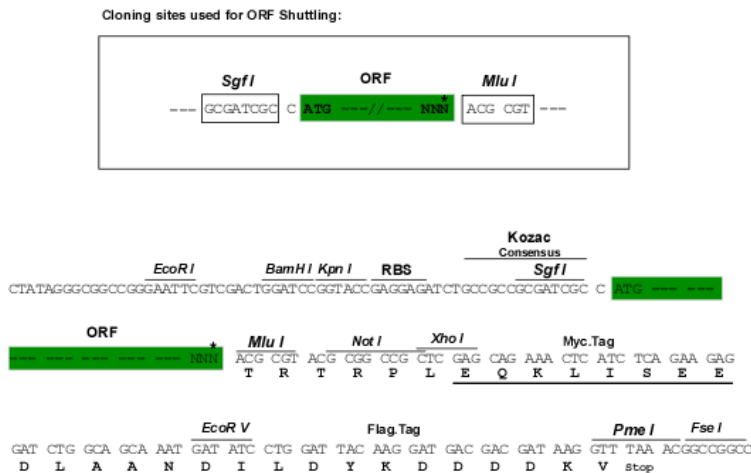 Cloning sites used for ORF Shuttling:
Sgf I ORF Mlu I
*
--- GCGATCGC C ATG ---//--- NNN ACG CGT ---
Kozac
Consensus
EcoR I BamH I Kpn I RBS Sgf I
CTATAGGGCGGCCGGGAATTCGTCGACTGGATCCGGTACCGAGGAGATCTGCCGCCGCGATCGC C ATG --- ---
ORF
* Mlu I Not I Xho I Myc.Tag
--- --- --- --- --- NNN ACG CGT ACG CGG CCG CTC GAG CAG AAA CTC ATC TCA GAA GAG
T R T R P L E Q K L I S E E
EcoR V Flag.Tag Pme I Fse I
GAT CTG GCA GCA AAT GAT ATC CTG GAT TAC AAG GAT GAC GAC GAT AAG GTT TAA ACGGCCGGCC
D L A A N D I L D Y K D D D D K V Stop